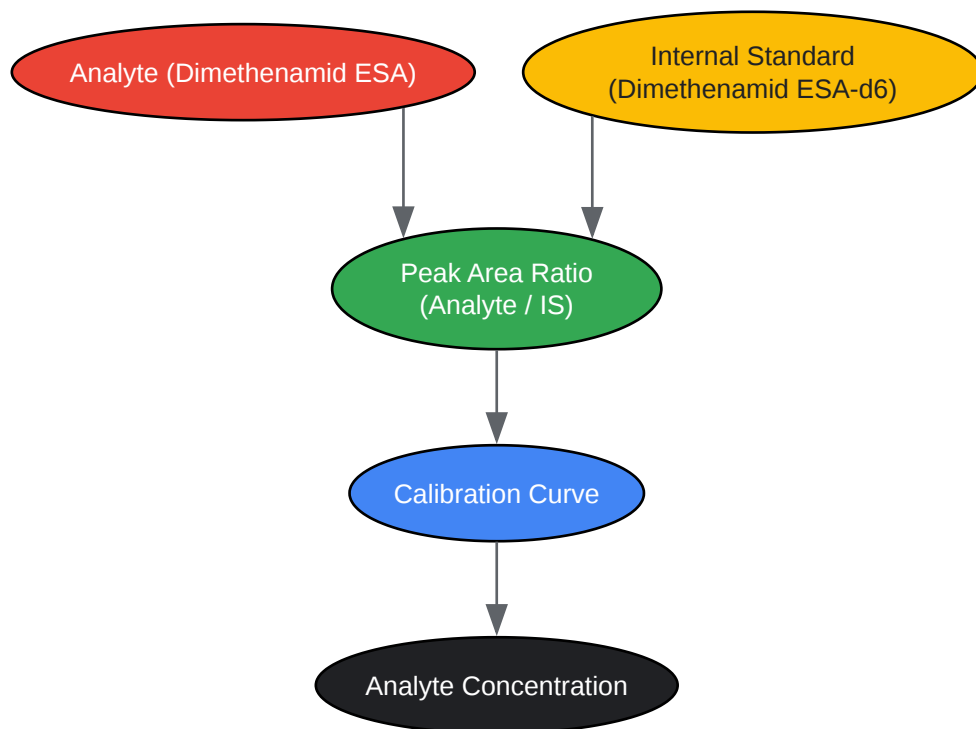 Analyte (Dimethenamid ESA)
Internal Standard
(Dimethenamid ESA-d6)
Peak Area Ratio
(Analyte / IS)
Calibration Curve
Analyte Concentration